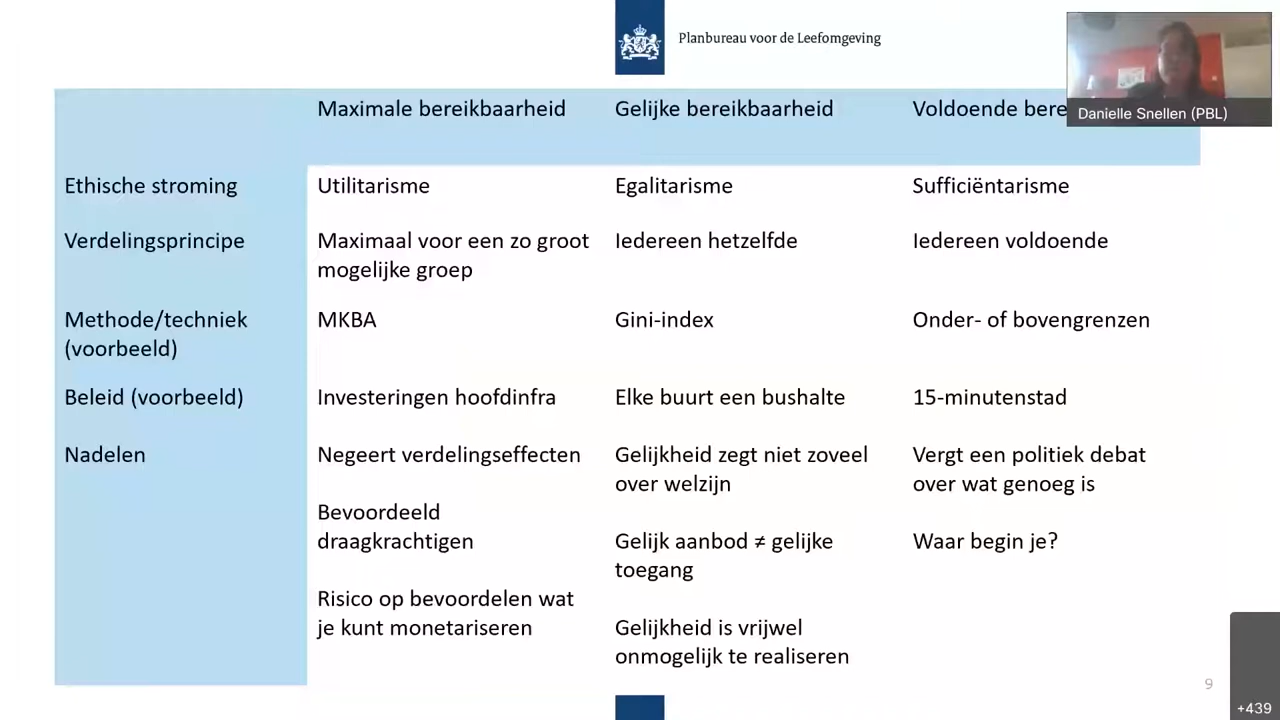 Planbureau voor de Leefomgeving
Danielle Snellen (PBL)
Maximale bereikbaarheid
Gelijke bereikbaarheid
Voldoende
Ethische stroming
Utilitarisme
Egalitarisme
Sufficiëntarisme
Verdelingsprincipe
Maximaal voor een zo groot
mogelijke groep
Iedereen hetzelfde
Iedereen voldoende
Methode/techniek
(voorbeeld)
MKBA
Gini-index
Onder- of bovengrenzen
Beleid (voorbeeld)
Investeringen hoofdinfra
Elke buurt een bushalte
15-minutenstad
Nadelen
Negeert verdelingseffecten
Bevoordeeld
draagkrachtigen
Risico op bevoordelen wat
je kunt monetariseren
Gelijkheid zegt niet zoveel
over welzijn
Gelijk aanbod ≠ gelijke
toegang
Gelijkheid is vrijwel
onmogelijk te realiseren
Vergt een politiek debat
over wat genoeg is
Waar begin je?
9
+439